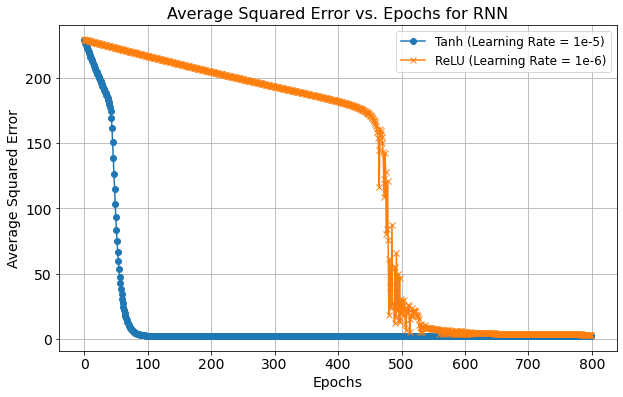 Average Squared Error vs. Epochs for RNN
Tanh (Learning Rate = 1e-5)
ReLU (Learning Rate = 1e-6)
Average Squared Error
200
150
100
50
0
0 100 200 300 400 500 600 700 800
Epochs